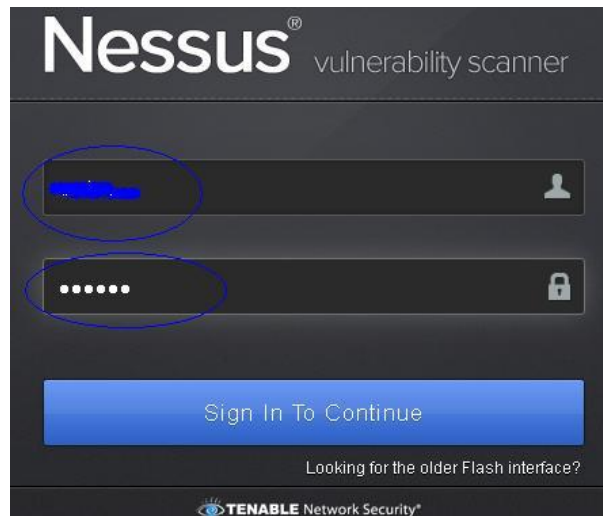 Nessus® vulnerability scanner
••••••
Sign In To Continue
Looking for the older Flash interface?
TENABLE Network Security®